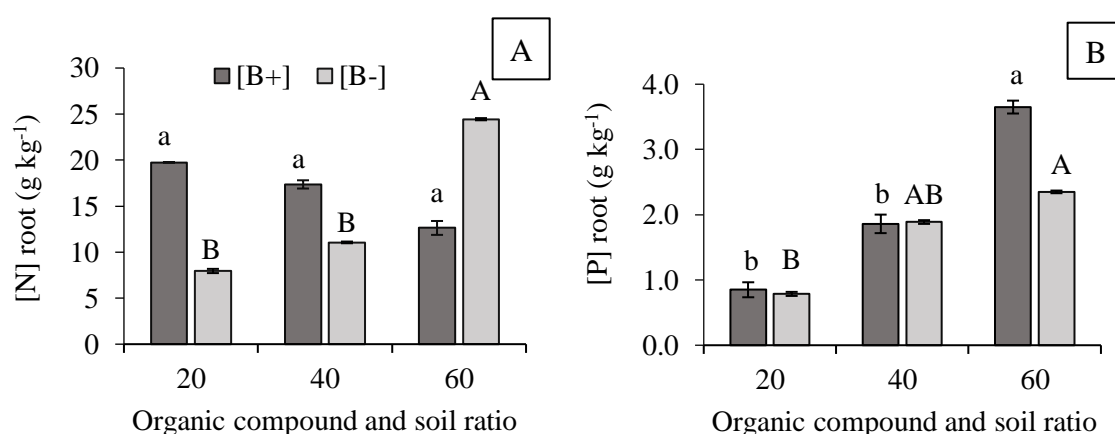 A
[N] root (g kg⁻¹)
30
25
20
15
10
5
0
[B+] [B-]
a
B
a
B
a
A
20 40 60
Organic compound and soil ratio
B
[P] root (g kg⁻¹)
4.0
3.0
2.0
1.0
0.0
b
B
b
AB
a
A
20 40 60
Organic compound and soil ratio